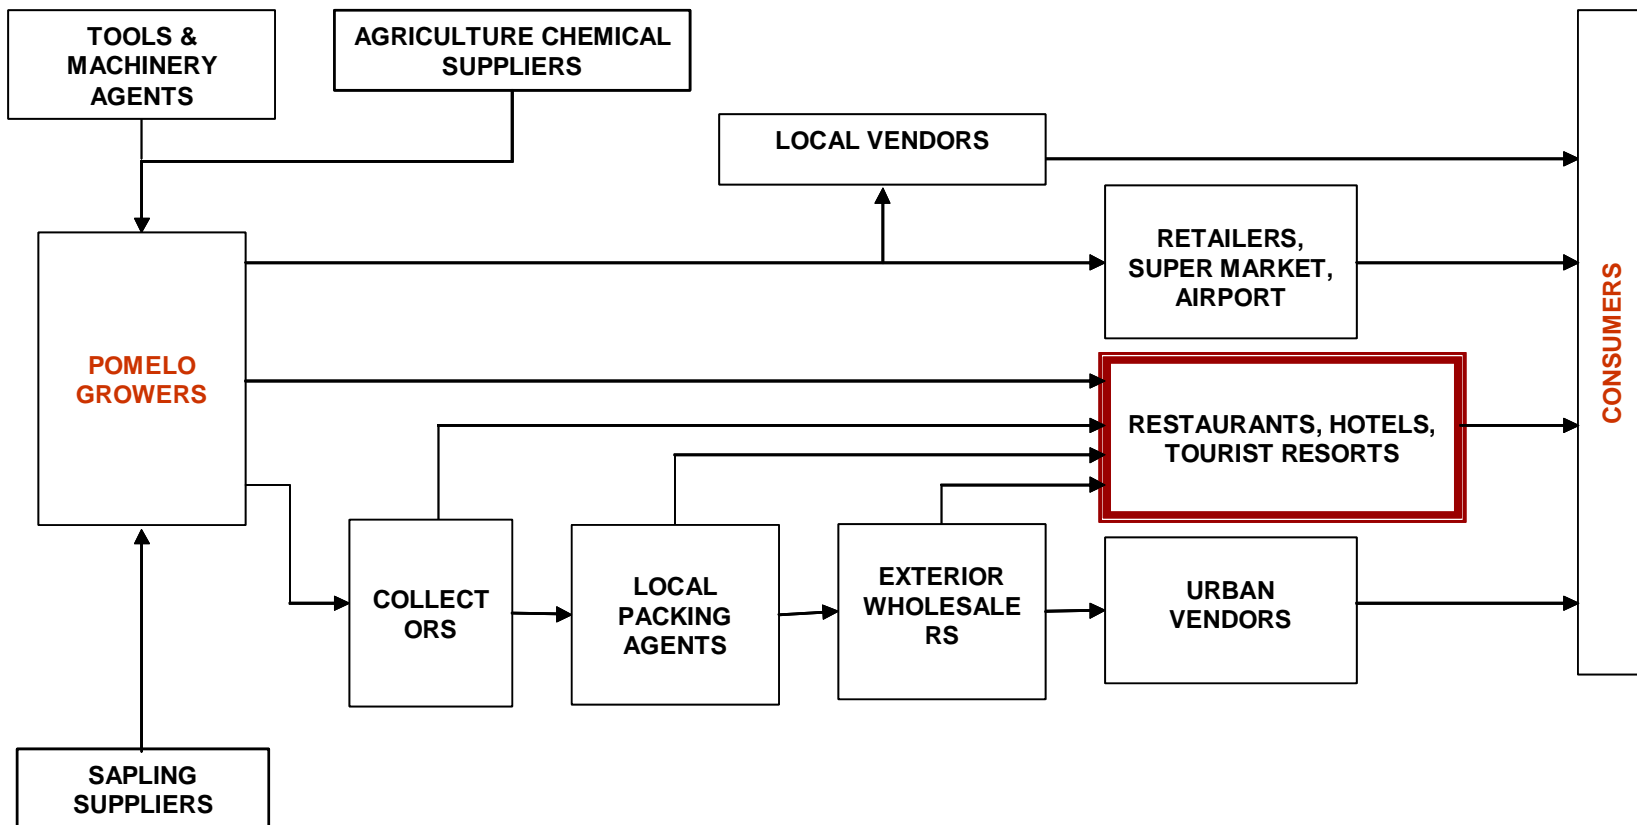 TOOLS &
MACHINERY
AGENTS
AGRICULTURE CHEMICAL
SUPPLIERS
LOCAL VENDORS
RETAILERS,
SUPER MARKET,
AIRPORT
POMELO
GROWERS
RESTAURANTS, HOTELS,
TOURIST RESORTS
CONSUMERS
COLLECT
ORS
LOCAL
PACKING
AGENTS
EXTERIOR
WHOLESALE
RS
URBAN
VENDORS
SAPLING
SUPPLIERS